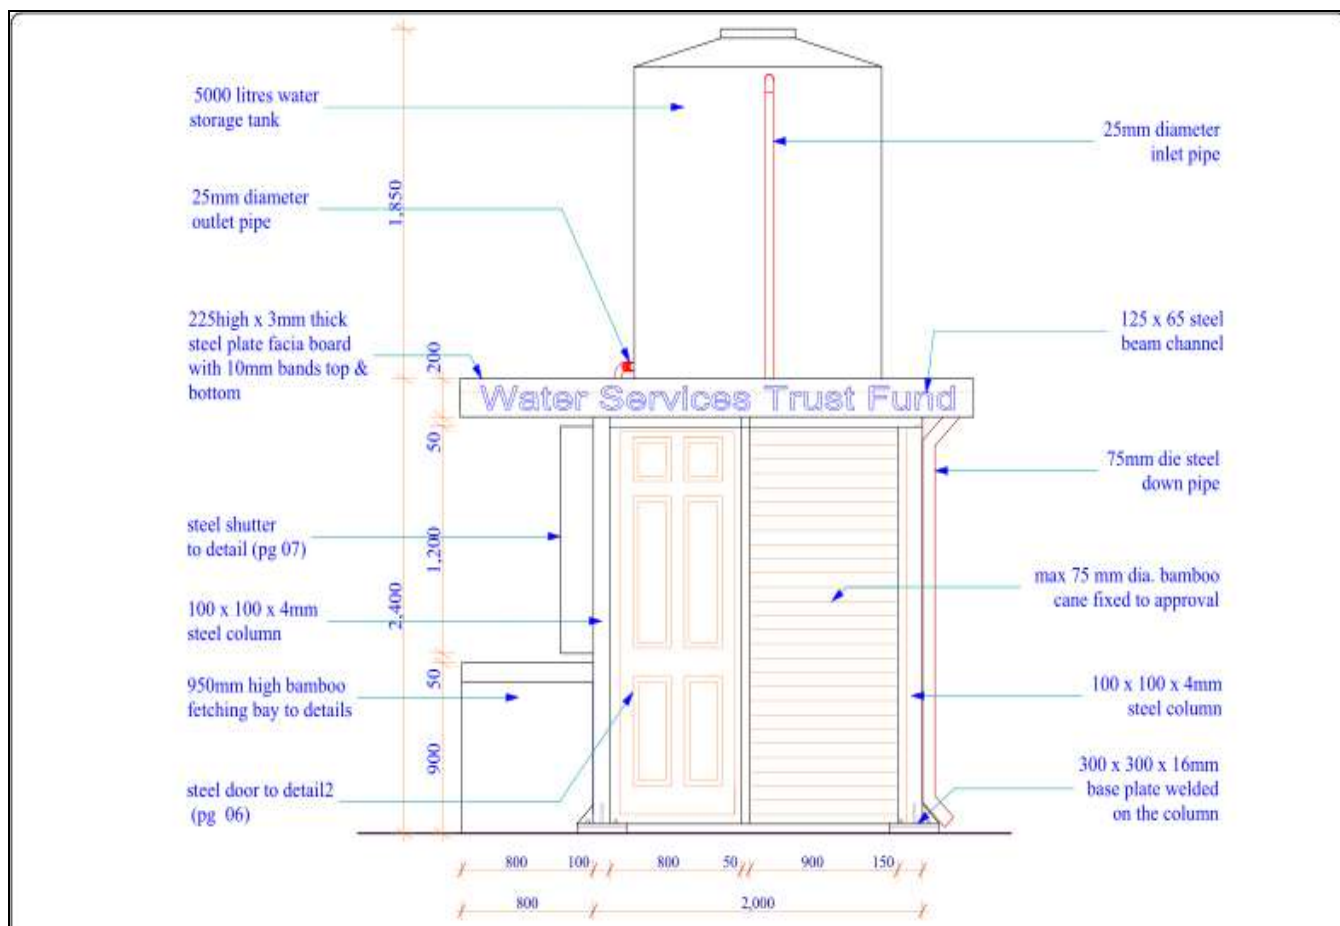 5000 litres water
storage tank
25mm diameter
inlet pipe
1,850
25mm diameter
outlet pipe
225high x 3mm thick
steel plate facia board
with 10mm bands top &
bottom
200
125 x 65 steel
beam channel
Water Services Trust Fund
50
75mm die steel
down pipe
steel shutter
to detail (pg 07)
1,200
2,400
max 75 mm dia. bamboo
cane fixed to approval
100 x 100 x 4mm
steel column
950mm high bamboo
fetching bay to details
50
100 x 100 x 4mm
steel column
900
steel door to detail2
(pg 06)
300 x 300 x 16mm
base plate welded
on the column
800 100 800 50 900 150
800 2,000